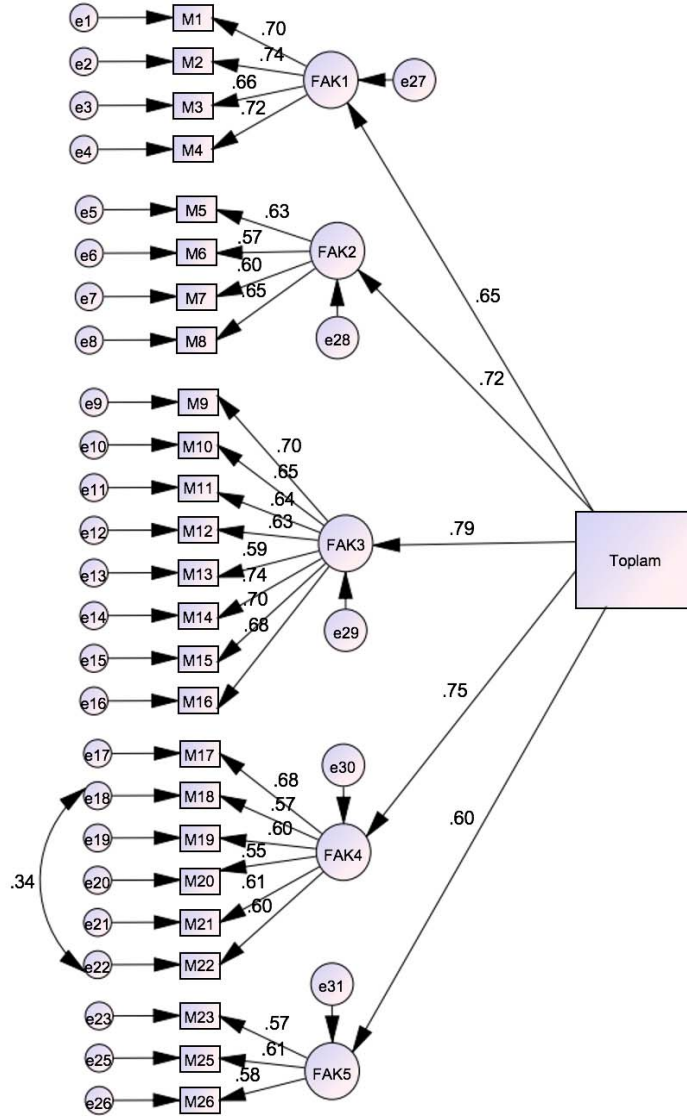 e1 M1 .70
e2 M2 .74 FAK1 e27
e3 M3 .66
e4 M4 .72
e5 M5 .63
e6 M6 .57 FAK2
e7 M7 .60
e8 M8 .65 e28
.65
.72
e9 M9 .70
e10 M10 .65
e11 M11 .64
e12 M12 .63 FAK3 .79 Toplam
e13 M13 .59
e14 M14 .74
e15 M15 .70 e29
e16 M16 .68
.75
.60
e17 M17 .68 e30
e18 M18 .57
e19 M19 .60 FAK4
.34 e20 M20 .55
e21 M21 .61
e22 M22 .60
e31
e23 M23 .57
e25 M25 .61 FAK5
e26 M26 .58